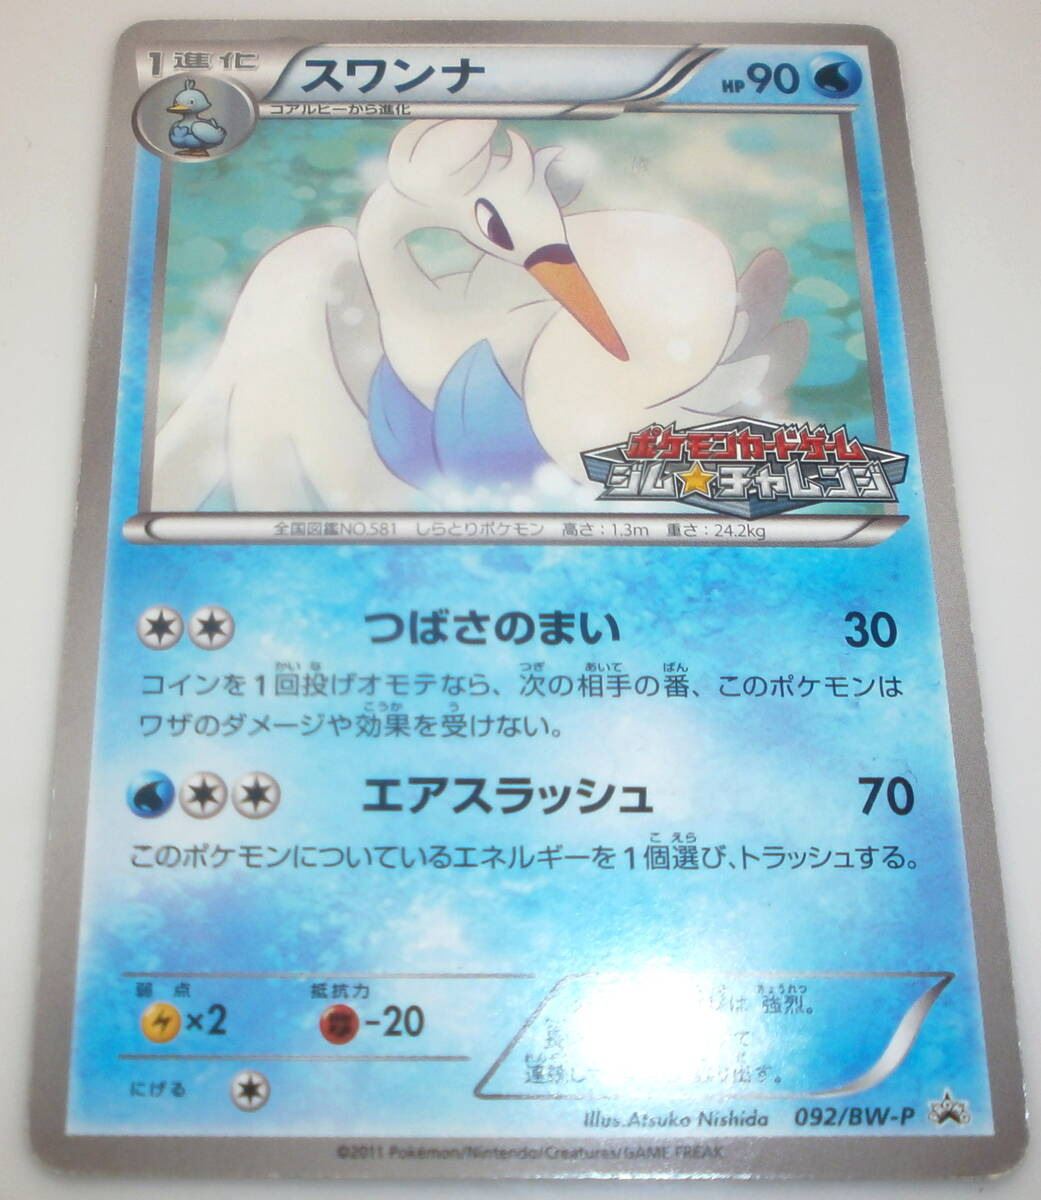 1進化
スワンナ
HP90
コアルヒーから進化
ポケモンカードゲーム
ジム★チャレンジ
全国図鑑NO.581 しらとりポケモン 高さ：1.3m 重さ：24.2kg
つばさのまい 30
コインを1回投げオモテなら、次の相手の番、このポケモンは
ワザのダメージや効果を受けない。
エアスラッシュ 70
このポケモンについているエネルギーを1個選び、トラッシュする。
弱点 抵抗力
×2 -20
は 強烈。
て
連続し 出す。
にげる
Illus.Atsuko Nishida 092/BW-P
©2011 Pokémon/Nintendo/Creatures/GAME FREAK